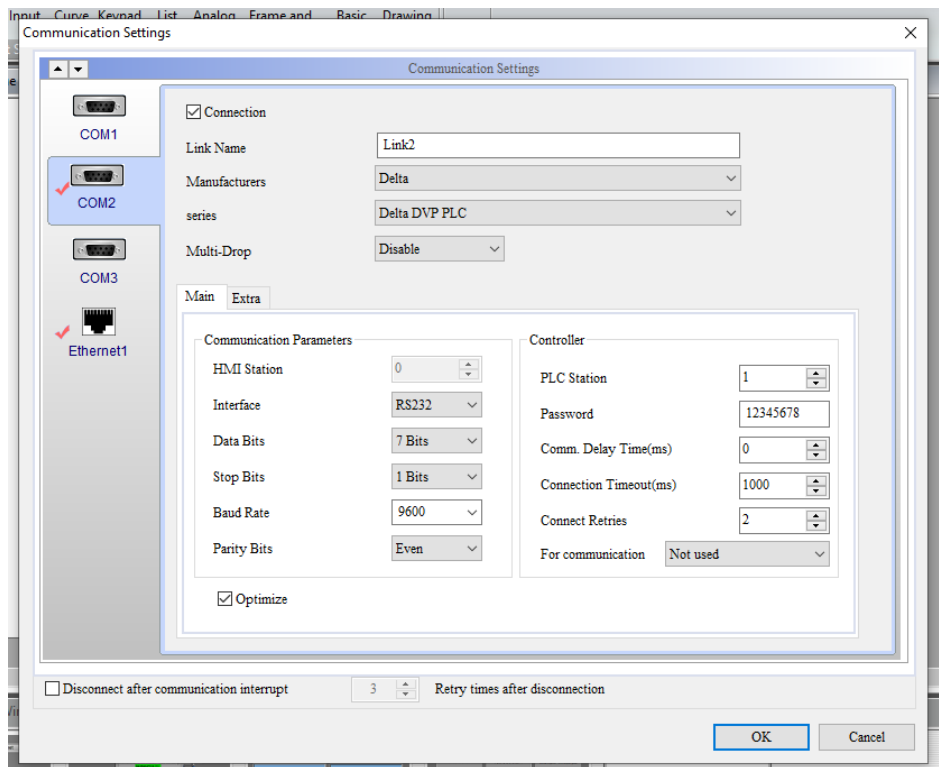 Input Curve Keypad List Analog Frame and Basic Drawing
Communication Settings
Communication Settings
COM1
COM2
COM3
Ethernet1
Connection
Link Name Link2
Manufacturers Delta
series Delta DVP PLC
Multi-Drop Disable
Main Extra
Communication Parameters
HMI Station 0
Interface RS232
Data Bits 7 Bits
Stop Bits 1 Bits
Baud Rate 9600
Parity Bits Even
Controller
PLC Station 1
Password 12345678
Comm. Delay Time(ms) 0
Connection Timeout(ms) 1000
Connect Retries 2
For communication Not used
Optimize
Disconnect after communication interrupt 3 Retry times after disconnection
OK Cancel